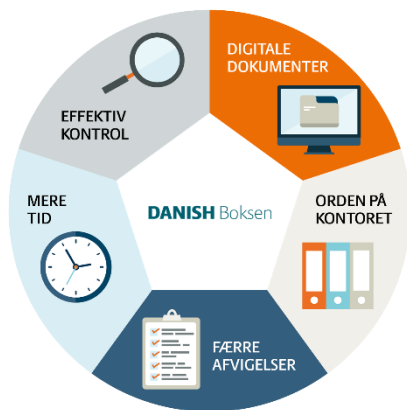 DIGITALE
DOKUMENTER
EFFEKTIV
KONTROL
MERE
TID
DANISH Boksen
ORDEN PÅ
KONTORET
FÆRRE
AFVIGELSER